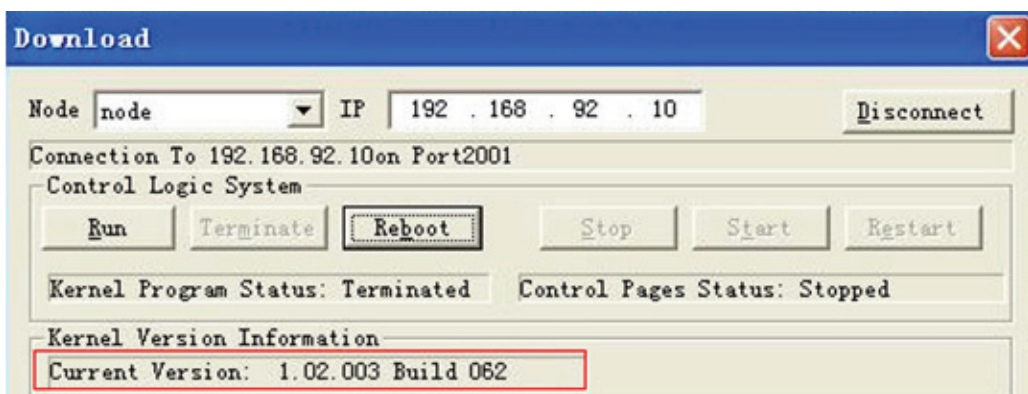 Download
Node node IP 192 . 168 . 92 . 10 Disconnect
Connection To 192.168.92.10on Port2001
Control Logic System
Run Terminate Reboot Stop Start Restart
Kernel Program Status: Terminated Control Pages Status: Stopped
Kernel Version Information
Current Version: 1.02.003 Build 062